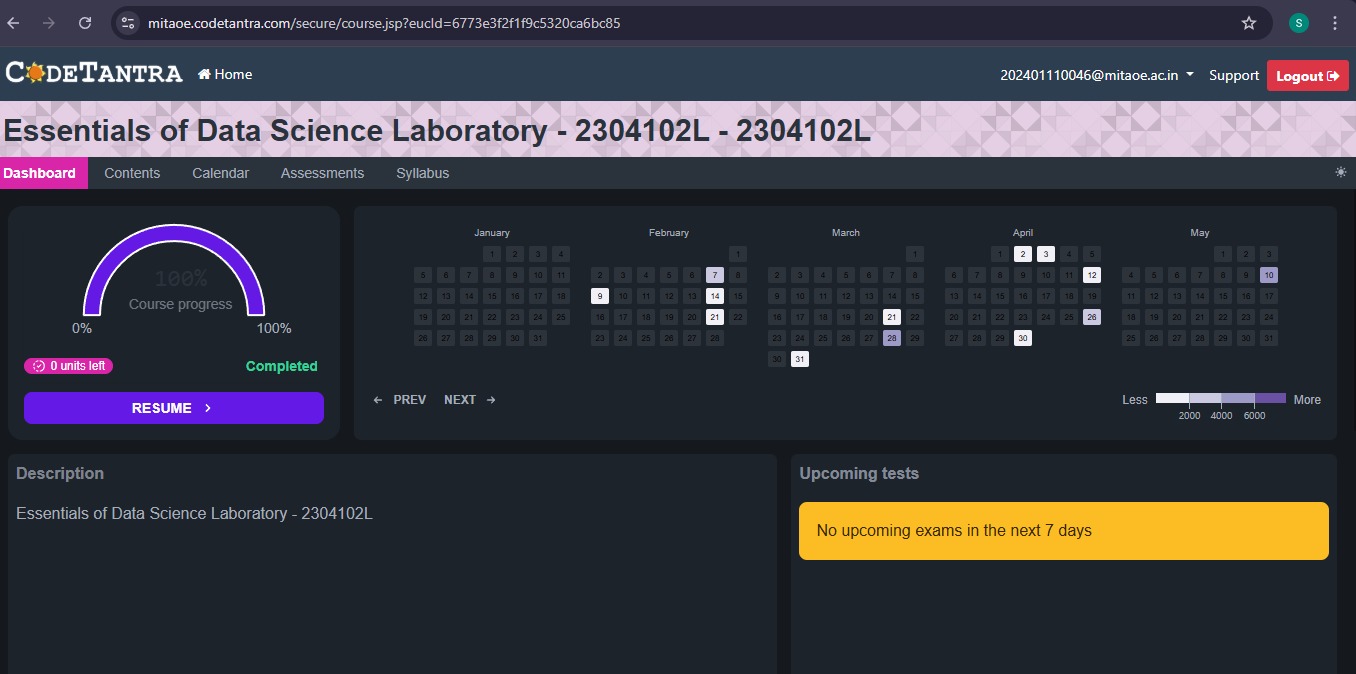 mitaoe.codetantra.com/secure/course.jsp?eucId=6773e3f2f1f9c5320ca6bc85
S
CODETANTRA
Home
202401110046@mitaoe.ac.in
Support
Logout
Essentials of Data Science Laboratory - 2304102L - 2304102L
Dashboard
Contents
Calendar
Assessments
Syllabus
100%
Course progress
0%
100%
0 units left
Completed
RESUME
January
1 2 3 4
5 6 7 8 9 10 11
12 13 14 15 16 17 18
19 20 21 22 23 24 25
26 27 28 29 30 31
February
1
2 3 4 5 6 7 8
9 10 11 12 13 14 15
16 17 18 19 20 21 22
23 24 25 26 27 28
March
1
2 3 4 5 6 7 8
9 10 11 12 13 14 15
16 17 18 19 20 21 22
23 24 25 26 27 28 29
30 31
April
1 2 3 4 5
6 7 8 9 10 11 12
13 14 15 16 17 18 19
20 21 22 23 24 25 26
27 28 29 30
May
1 2 3
4 5 6 7 8 9 10
11 12 13 14 15 16 17
18 19 20 21 22 23 24
25 26 27 28 29 30 31
← PREV NEXT →
Less
More
2000 4000 6000
Description
Essentials of Data Science Laboratory - 2304102L
Upcoming tests
No upcoming exams in the next 7 days